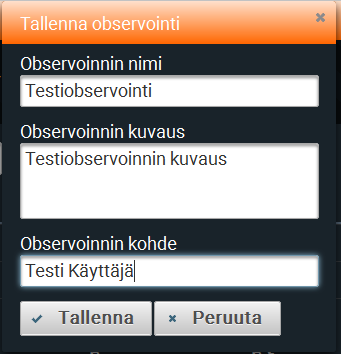 Tallenna observointi
Observoinnin nimi
Testiobservointi
Observoinnin kuvaus
Testiobservoinnin kuvaus
Observoinnin kohde
Testi Käyttäjä
Tallenna Peruuta